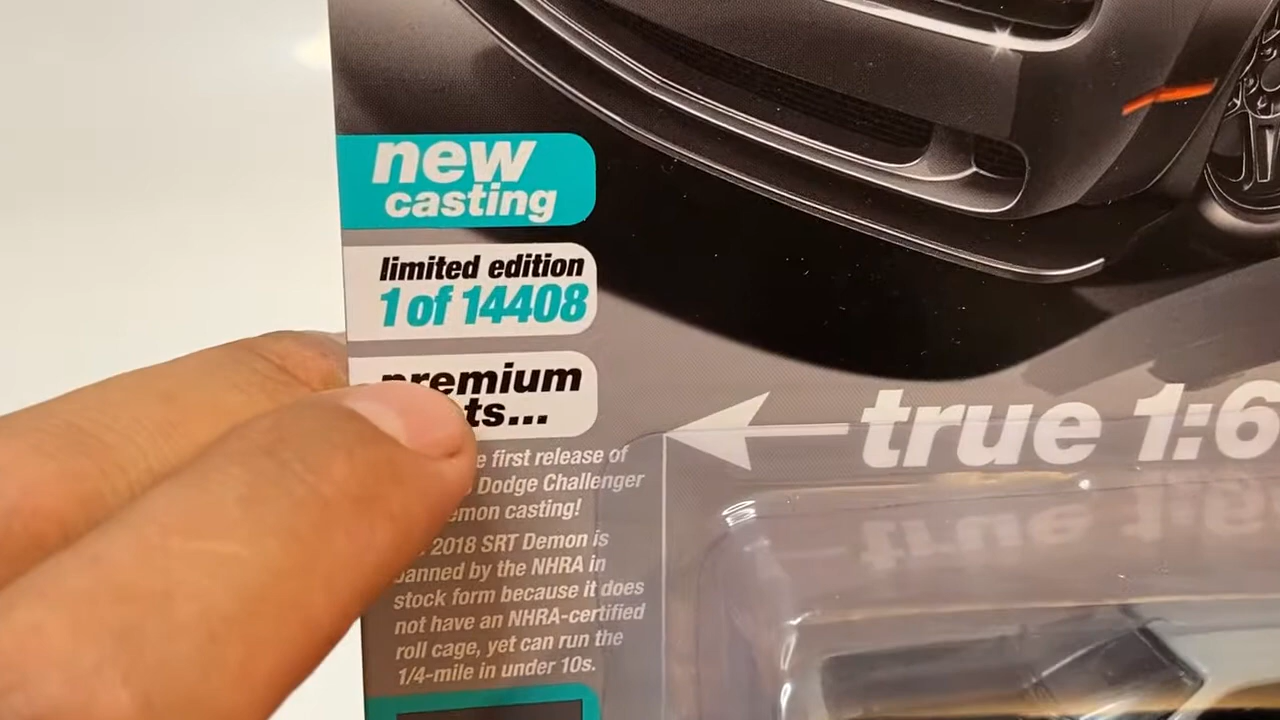 new
casting
limited edition
1 of 14408
premium
ts...
e first release of
Dodge Challenger
emon casting!
2018 SRT Demon is
banned by the NHRA in
stock form because it does
not have an NHRA-certified
roll cage, yet can run the
1/4-mile in under 10s.
true 1:6